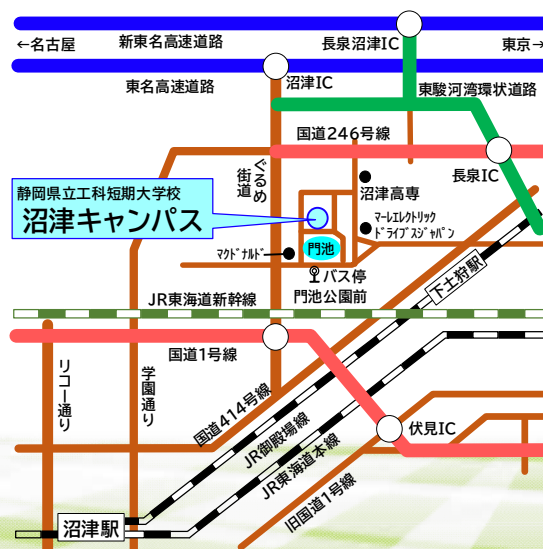 ←名古屋
新東名高速道路
長泉沼津IC
東京→
東名高速道路
沼津IC
東駿河湾環状道路
国道246号線
長泉IC
ぐるめ
街道
沼津高専
静岡県立工科短期大学校
沼津キャンパス
ﾏｰﾚｴﾚｸﾄﾘｯｸ
ﾄﾞﾗｲﾌﾞｽﾞｼﾞｬﾊﾟﾝ
門池
ﾏｸﾄﾞﾅﾙﾄﾞ
バス停
門池公園前
下土狩駅
JR東海道新幹線
国道1号線
リコー通り
学園通り
国道414号線
JR御殿場線
JR東海道本線
旧国道1号線
伏見IC
沼津駅